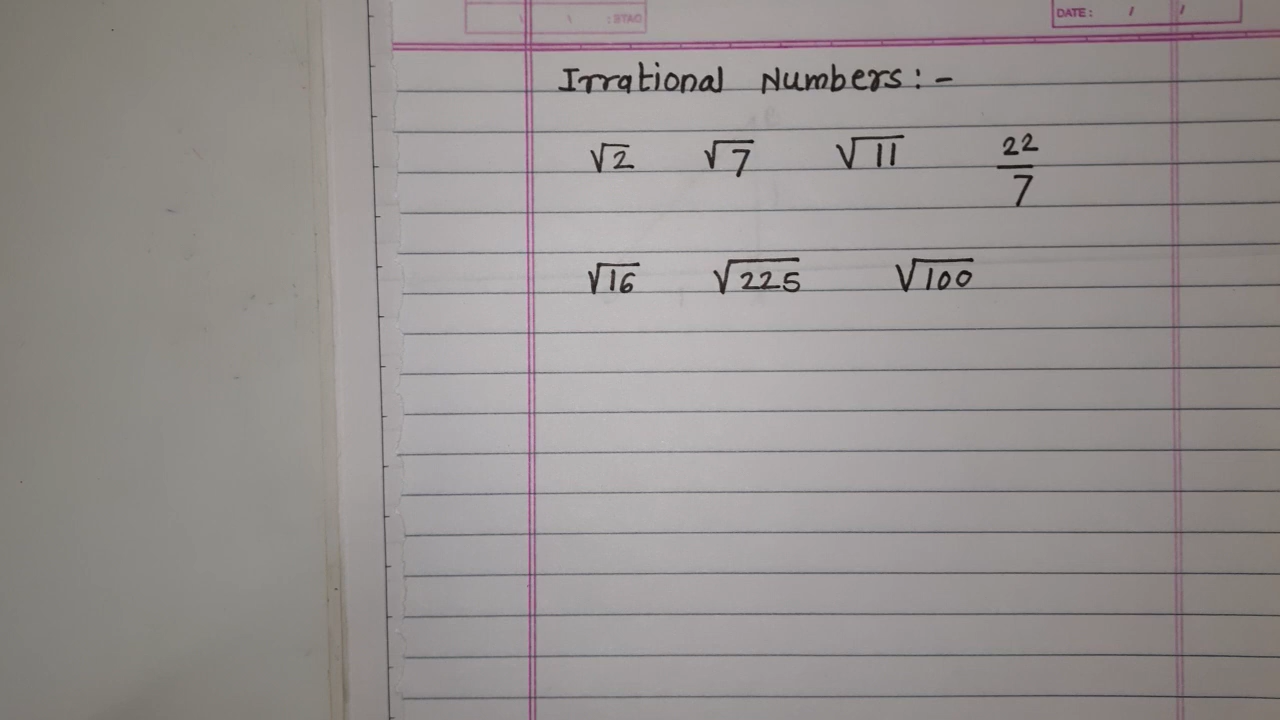 DATE: / /
Irrational Numbers:-
√2 √7 √11 22/7
√16 √225 √100